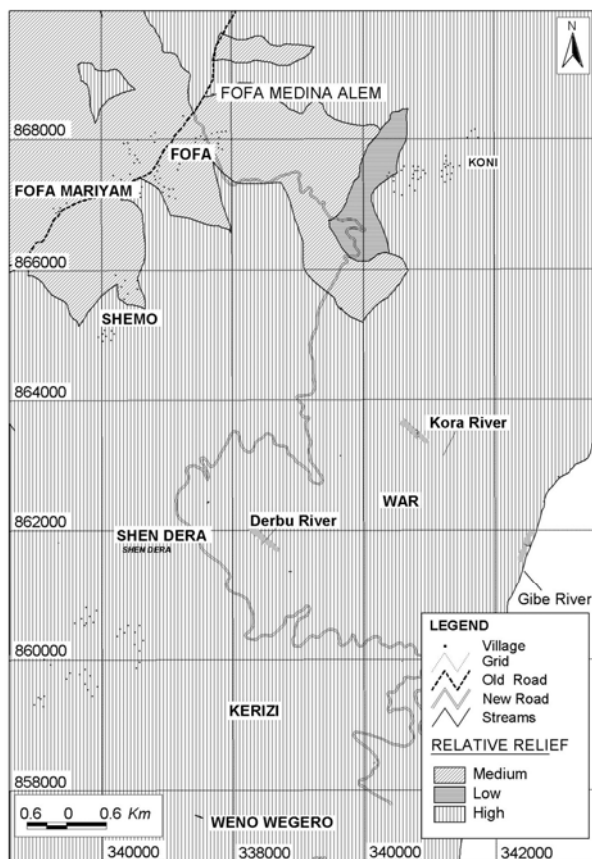 N
FOFA MEDINA ALEM
868000
FOFA
KONI
FOFA MARIYAM
866000
SHEMO
864000
Kora River
WAR
862000
Derbu River
SHEN DERA
SHEN DERA
Gibe River
LEGEND
Village
Grid
Old Road
New Road
Streams
860000
KERIZI
RELATIVE RELIEF
Medium
Low
High
858000
0.6 0 0.6 Km
WENO WEGERO
340000 338000 340000 342000